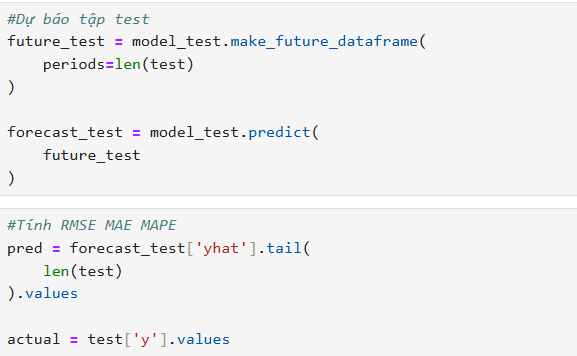 #Dự báo tập test
future_test = model_test.make_future_dataframe(
    periods=len(test)
)
forecast_test = model_test.predict(
    future_test
)
#Tính RMSE MAE MAPE
pred = forecast_test['yhat'].tail(
    len(test)
).values
actual = test['y'].values